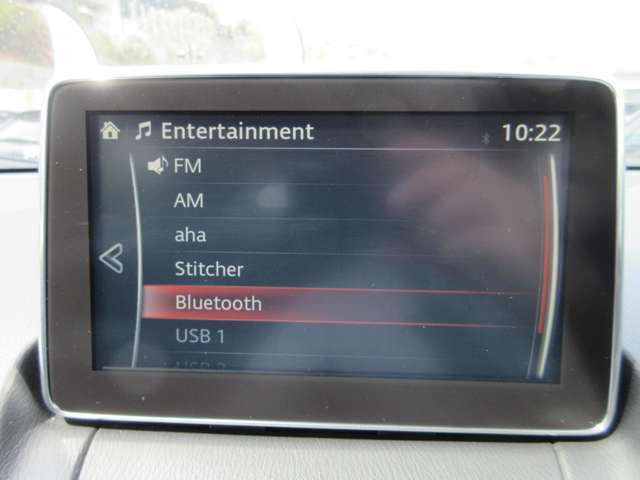 Entertainment 10:22
FM
AM
aha
Stitcher
Bluetooth
USB 1